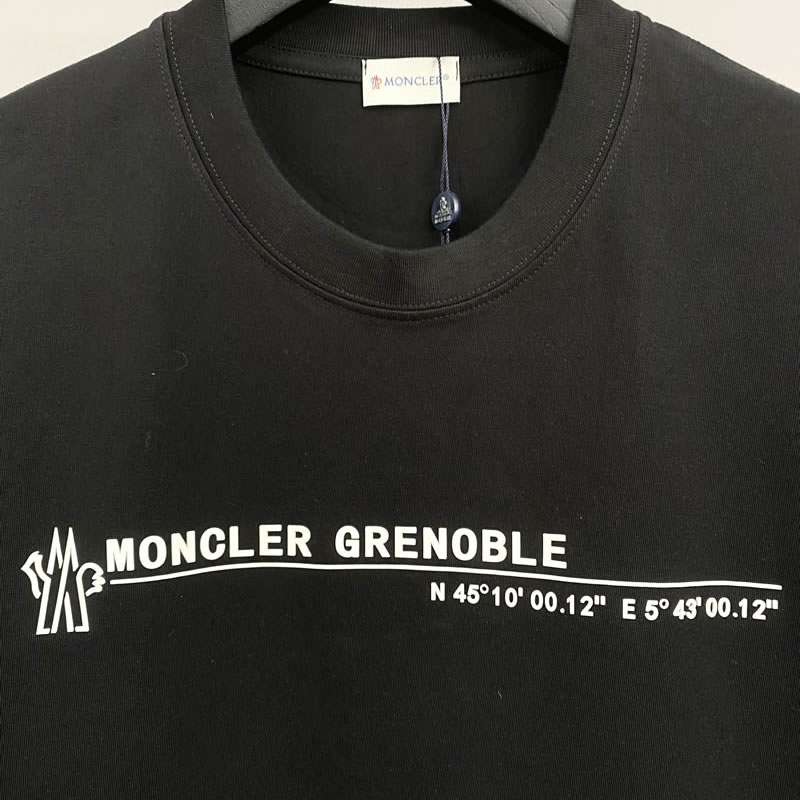 MONCLER®
MONCLER GRENOBLE
N 45°10' 00.12" E 5°43'00.12"